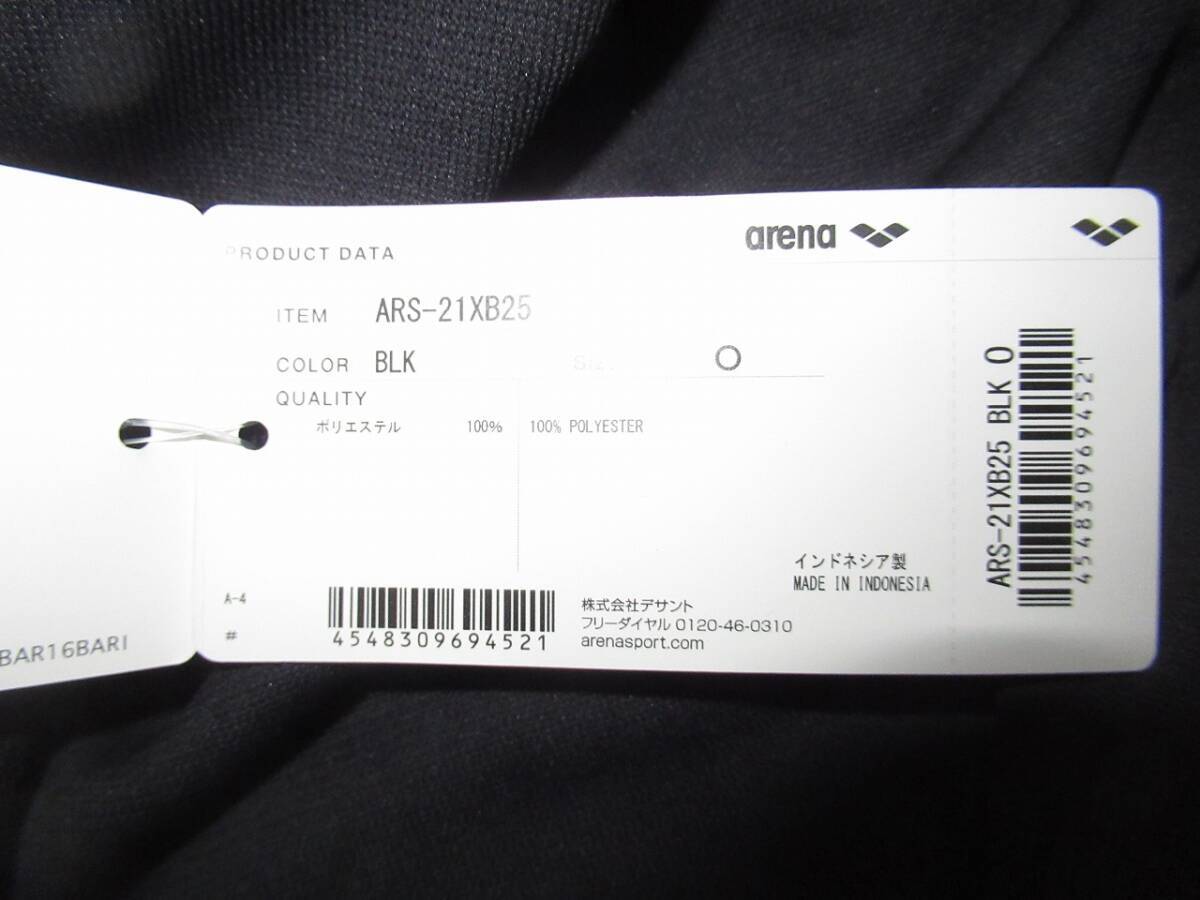 arena
PRODUCT DATA
ITEM ARS-21XB25
COLOR BLK SIZE O
QUALITY
ポリエステル 100% 100% POLYESTER
インドネシア製
MADE IN INDONESIA
A-4
#
4548309694521
株式会社デサント
フリーダイヤル 0120-46-0310
arenasport.com
ARS-21XB25 BLK O
4548309694521
BAR16BARI